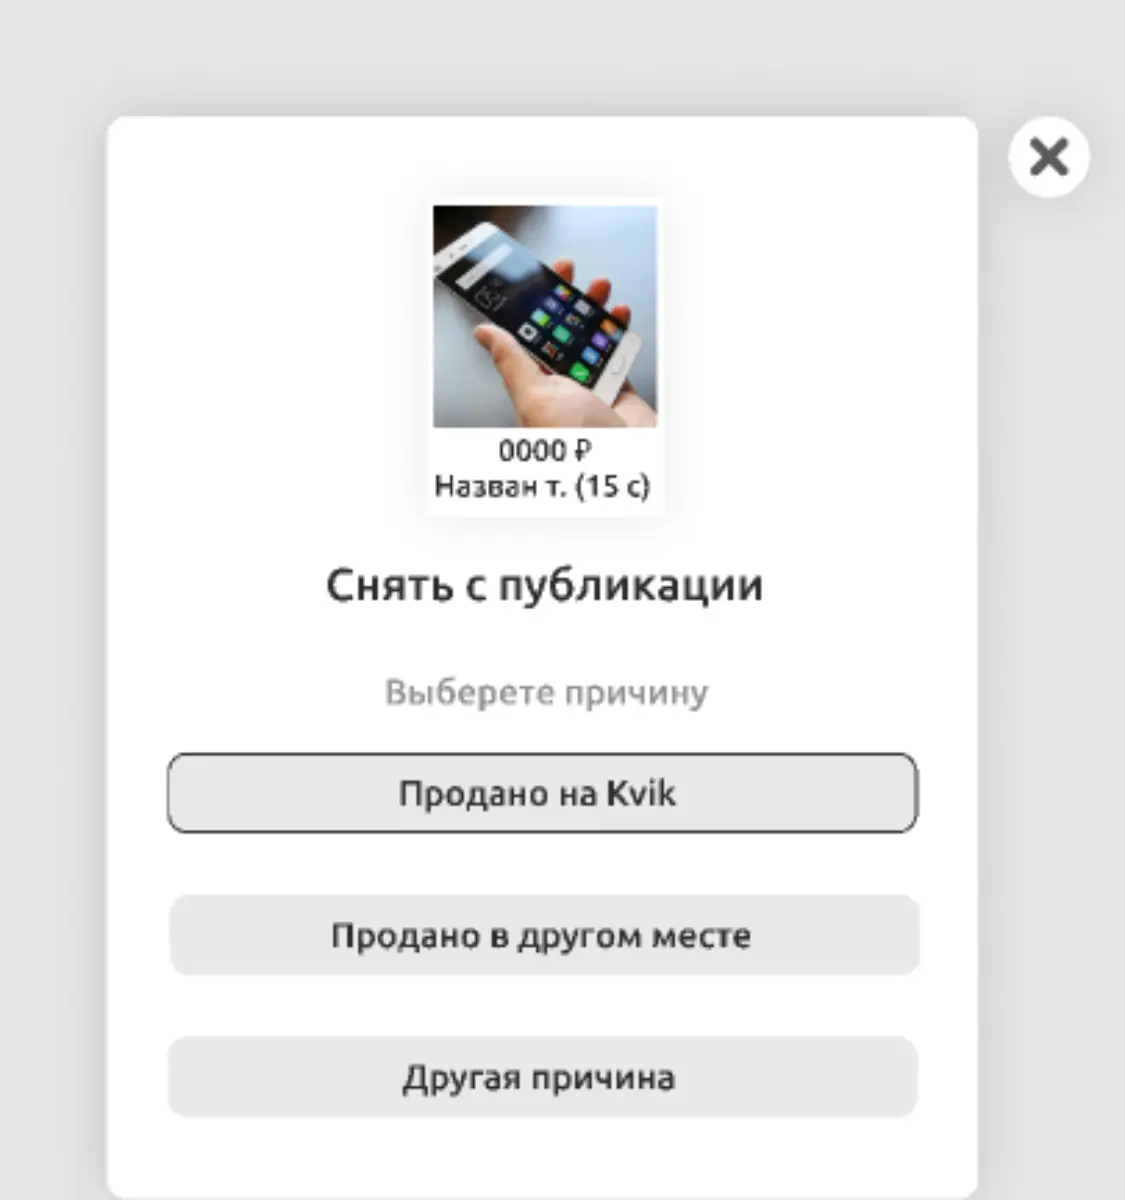 0000 ₽
Назван т. (15 с)
Снять с публикации
Выберете причину
Продано на Kvik
Продано в другом месте
Другая причина